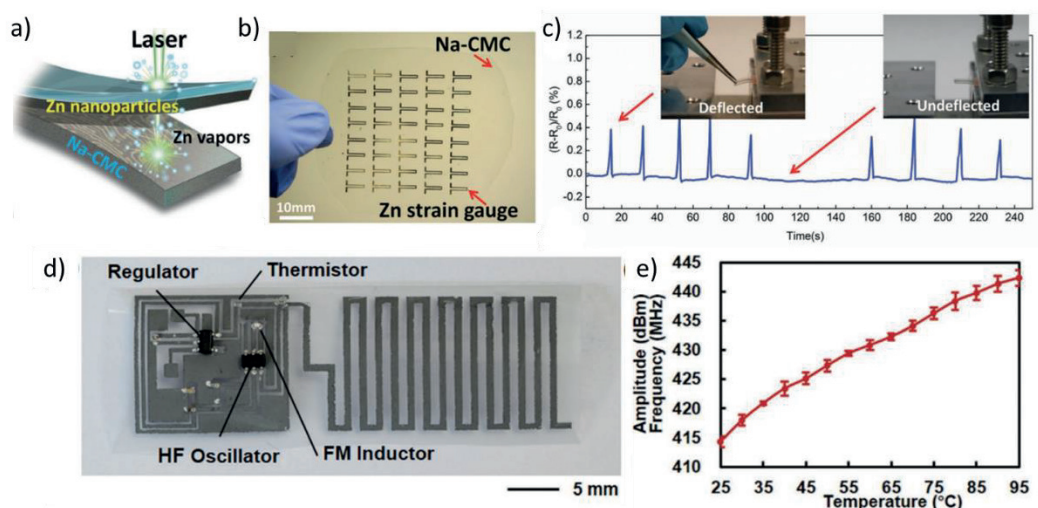 a)
Laser
Zn nanoparticles
Zn vapors
Na-CMC
b)
Na-CMC
Zn strain gauge
10mm
c)
(R-R₀)/R₀ (%)
1.2
1.0
0.8
0.6
0.4
0.2
0.0
-0.2
0 20 40 60 80 100 120 140 160 180 200 220 240
Time(s)
Deflected
Undeflected
d)
Regulator
Thermistor
HF Oscillator
FM Inductor
5 mm
e)
Amplitude (dBm)
Frequency (MHz)
445
440
435
430
425
420
415
410
25 35 45 55 65 75 85 95
Temperature (°C)